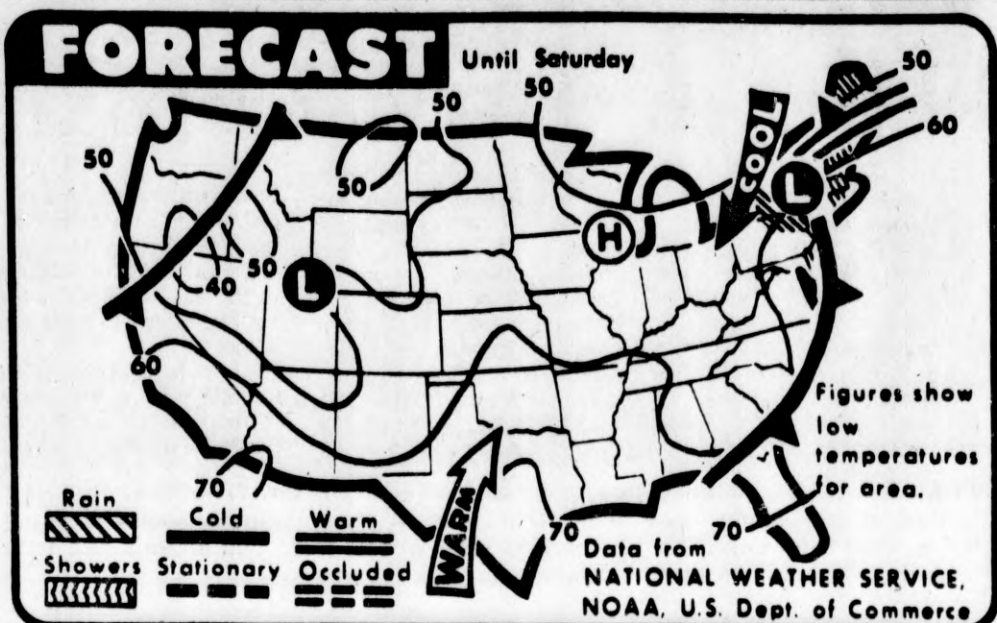 FORECAST Until Saturday
50 50 50
COOL
60
50
50
L
H
50 L
40
60
Figures show
low
temperatures
for area.
70
WARM
70
70
Rain Cold Warm
Showers Stationary Occluded
Data from
NATIONAL WEATHER SERVICE,
NOAA, U.S. Dept. of Commerce